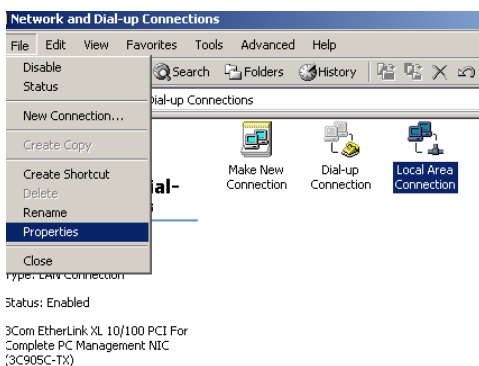 Network and Dial-up Connections
File Edit View Favorites Tools Advanced Help
Disable
Status
New Connection...
Create Copy
Create Shortcut
Delete
Rename
Properties
Close
Search Folders History
Dial-up Connections
ial-
s
Make New
Connection
Dial-up
Connection
Local Area
Connection
Type: LAN Connection
Status: Enabled
3Com EtherLink XL 10/100 PCI For
Complete PC Management NIC
(3C905C-TX)